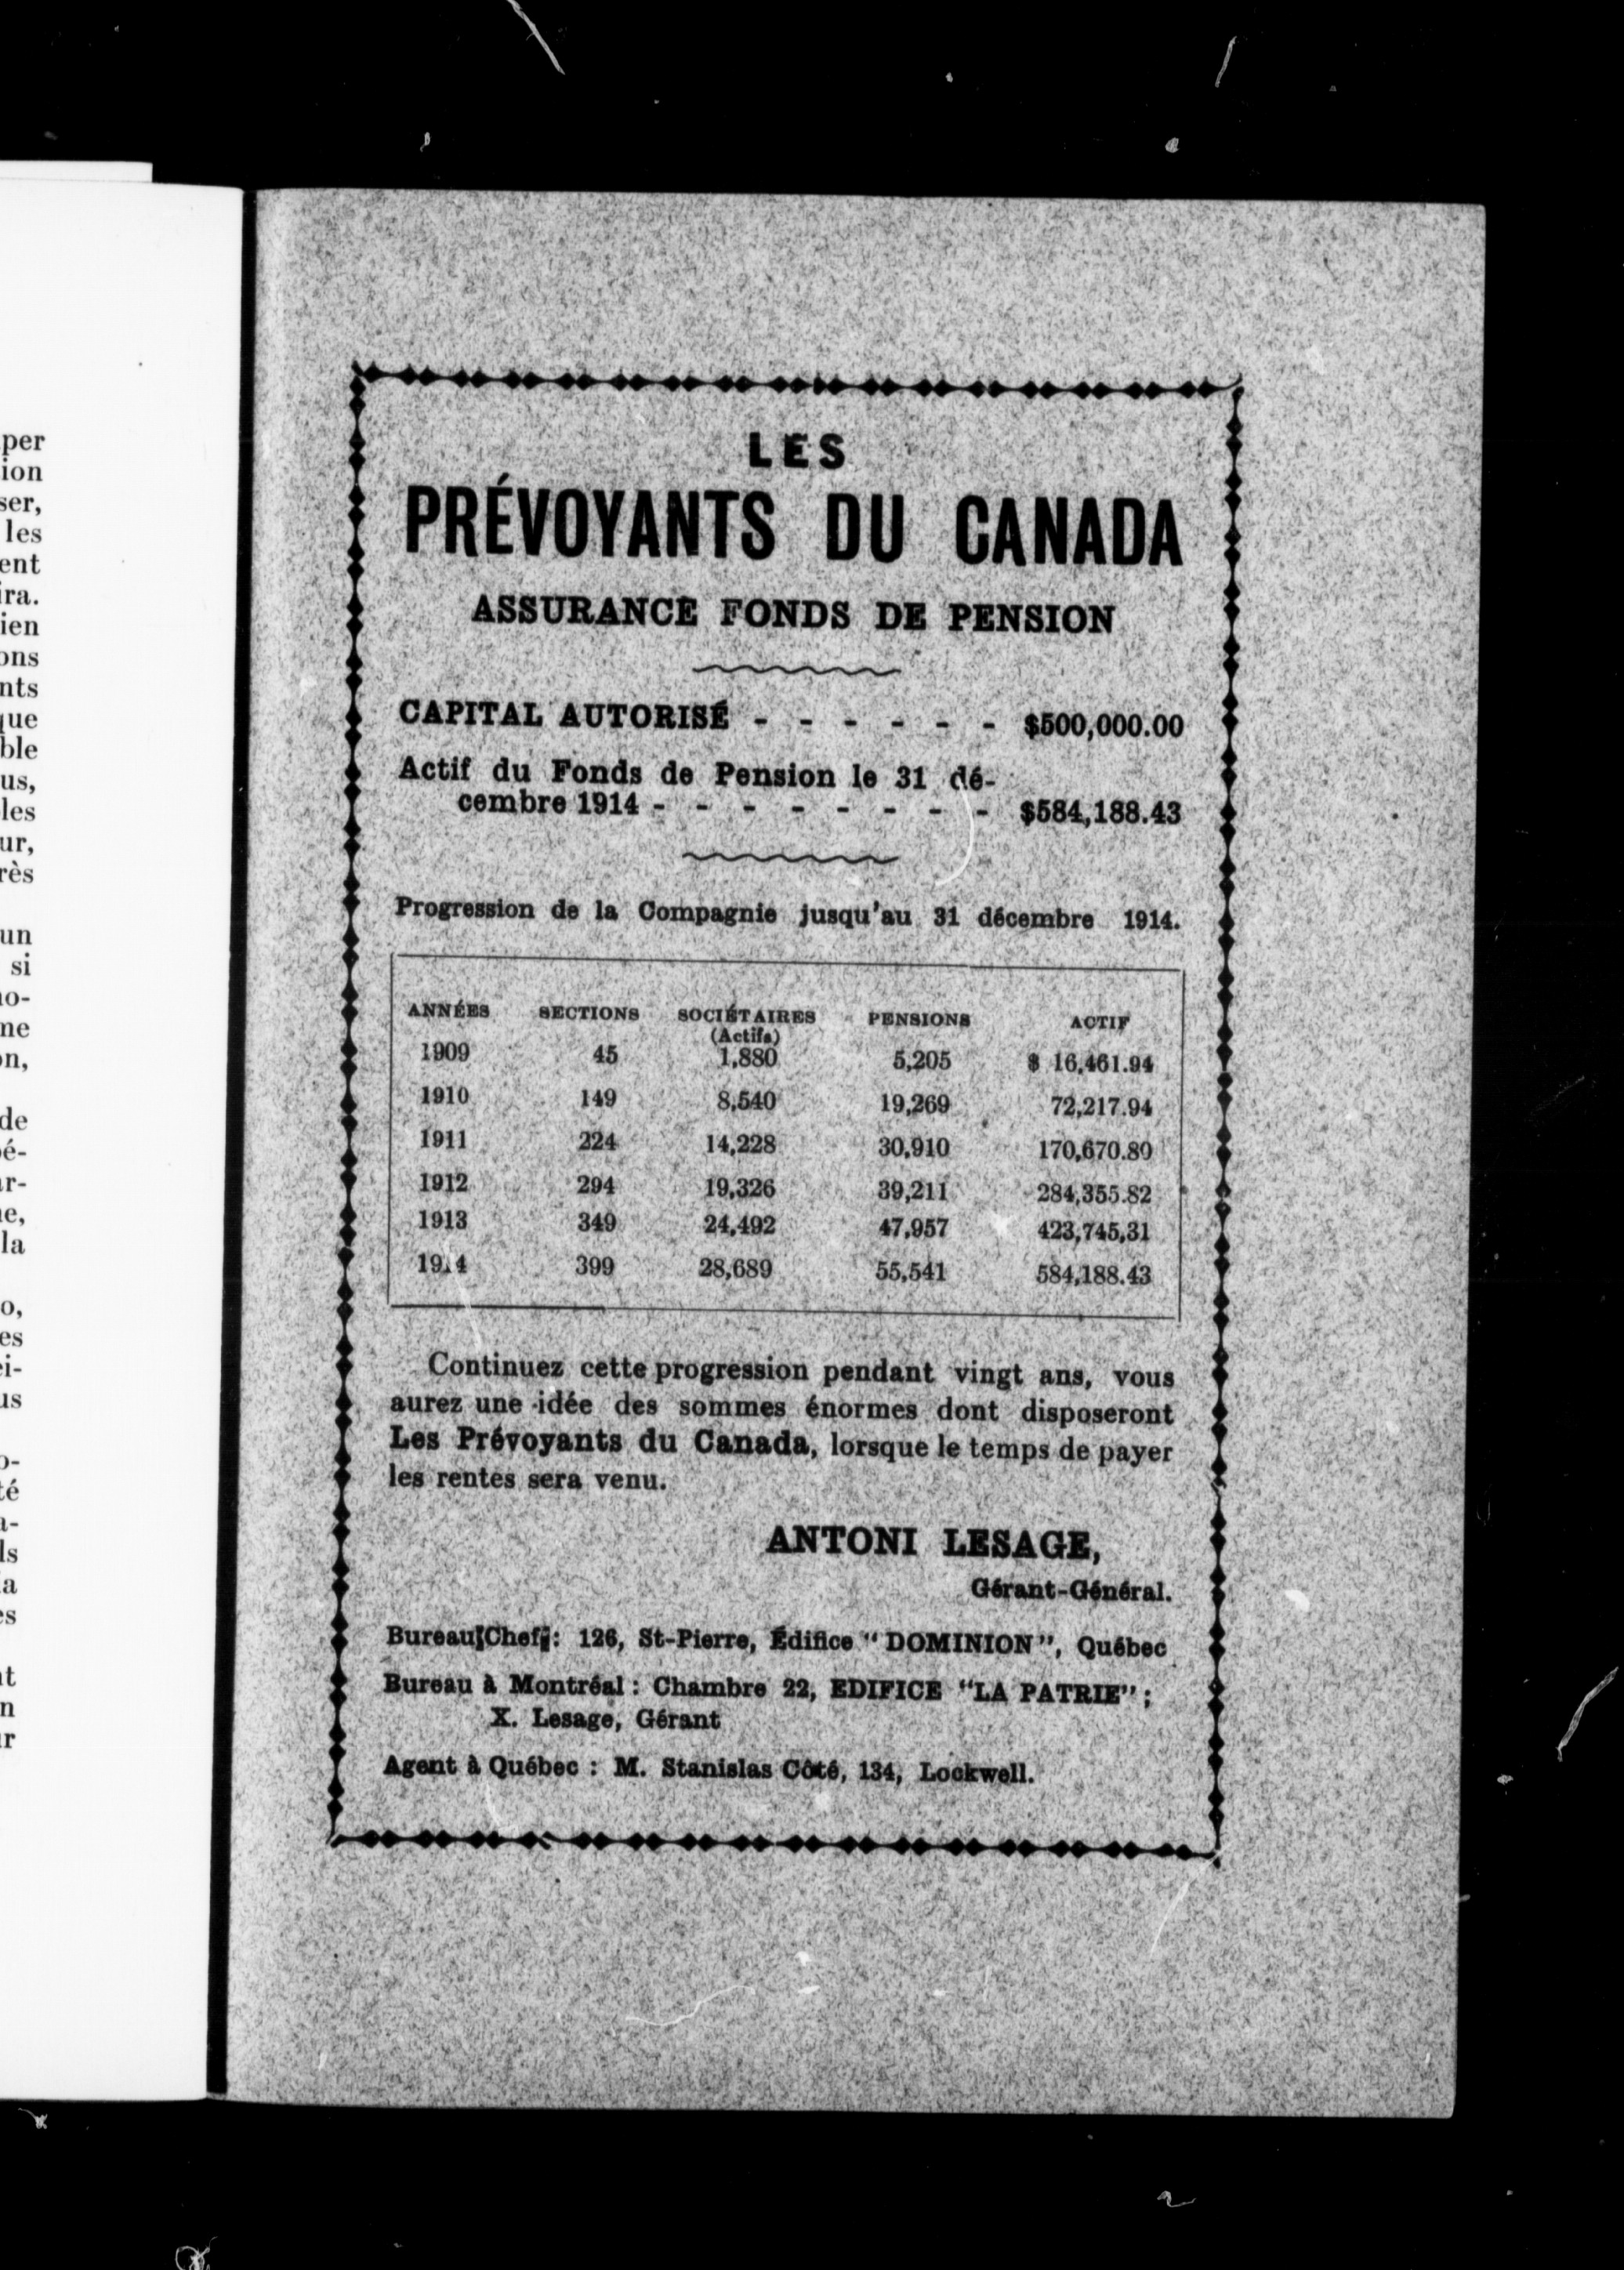 LES
PRÉVOYANTS DU CANADA
ASSURANCE FONDS DE PENSION
CAPITAL AUTORISÉ - - - - - - $500,000.00
Actif du Fonds de Pension le 31 dé-
cembre 1914 - - - - - - - - $584,188.43
Progression de la Compagnie jusqu'au 31 décembre 1914.
ANNÉES SECTIONS SOCIÉTAIRES PENSIONS ACTIF
(Actifs)
1909 45 1,880 5,205 $ 16,461.94
1910 149 8,540 19,269 72,217.94
1911 224 14,228 30,910 170,670.80
1912 294 19,326 39,211 284,355.82
1913 349 24,492 47,957 423,745,31
1914 399 28,689 55,541 584,188.43
Continuez cette progression pendant vingt ans, vous
aurez une idée des sommes énormes dont disposeront
Les Prévoyants du Canada, lorsque le temps de payer
les rentes sera venu.
ANTONI LESAGE,
Gérant-Général.
Bureau Chef : 126, St-Pierre, Édifice "DOMINION", Québec
Bureau à Montréal : Chambre 22, EDIFICE "LA PATRIE" ;
X. Lesage, Gérant
Agent à Québec : M. Stanislas Côté, 134, Lockwell.